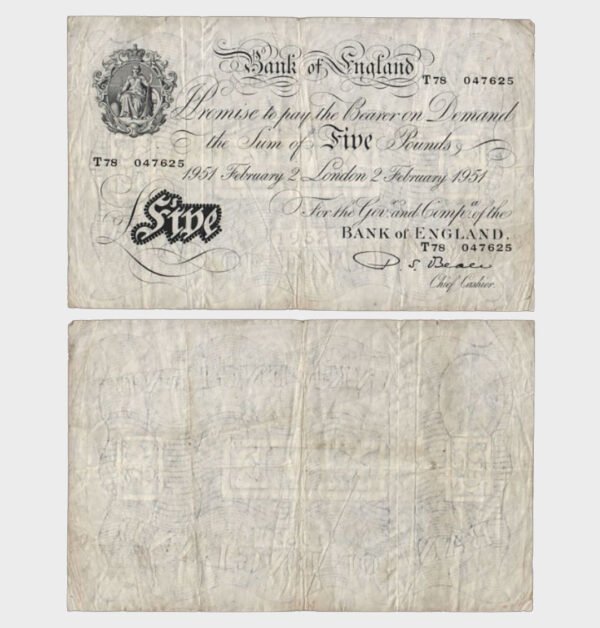 Bank of England
T78 047625
I Promise to pay the Bearer on Demand
the Sum of Five Pounds
T78 047625
1951 February 2 London 2 February 1951
For the Govr. and Compa. of the
Five
BANK of ENGLAND.
T78 047625
Chief Cashier.